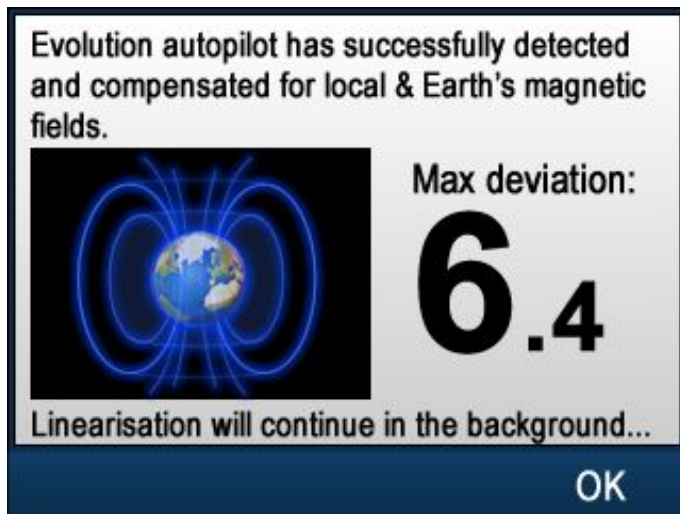 Evolution autopilot has successfully detected
and compensated for local & Earth's magnetic
fields.
Max deviation:
6.4
Linearisation will continue in the background...
OK